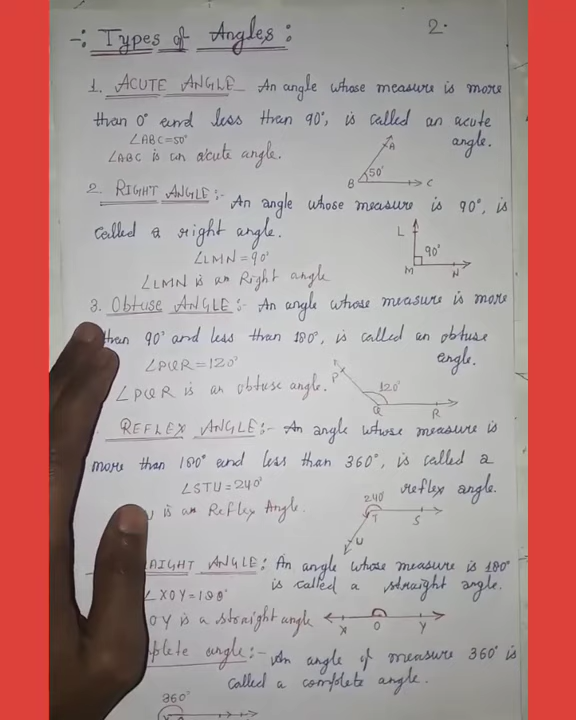 -: Types of Angles :
2.
1. ACUTE ANGLE An angle whose measure is more
than 0° and less than 90°, is called an acute
angle.
∠ABC=50°
∠ABC is an acute angle.
A
50°
B
C
2. RIGHT ANGLE :- An angle whose measure is 90°, is
called a right angle.
∠LMN = 90°
∠LMN is an Right angle
L
90°
M
N
3. Obtuse ANGLE :- An angle whose measure is more
than 90° and less than 180°, is called an obtuse
angle.
∠PQR = 120°
∠PQR is an obtuse angle.
P
120°
Q
R
REFLEX ANGLE :- An angle whose measure is
more than 180° and less than 360°, is called a
reflex angle.
∠STU = 240°
U is an Reflex Angle.
240°
T
S
U
AIGHT ANGLE : An angle whose measure is 180°
is called a straight angle.
∠XOY = 180°
OY is a straight angle
X
O
Y
plete angle :- An angle of measure 360° is
called a complete angle.
360°